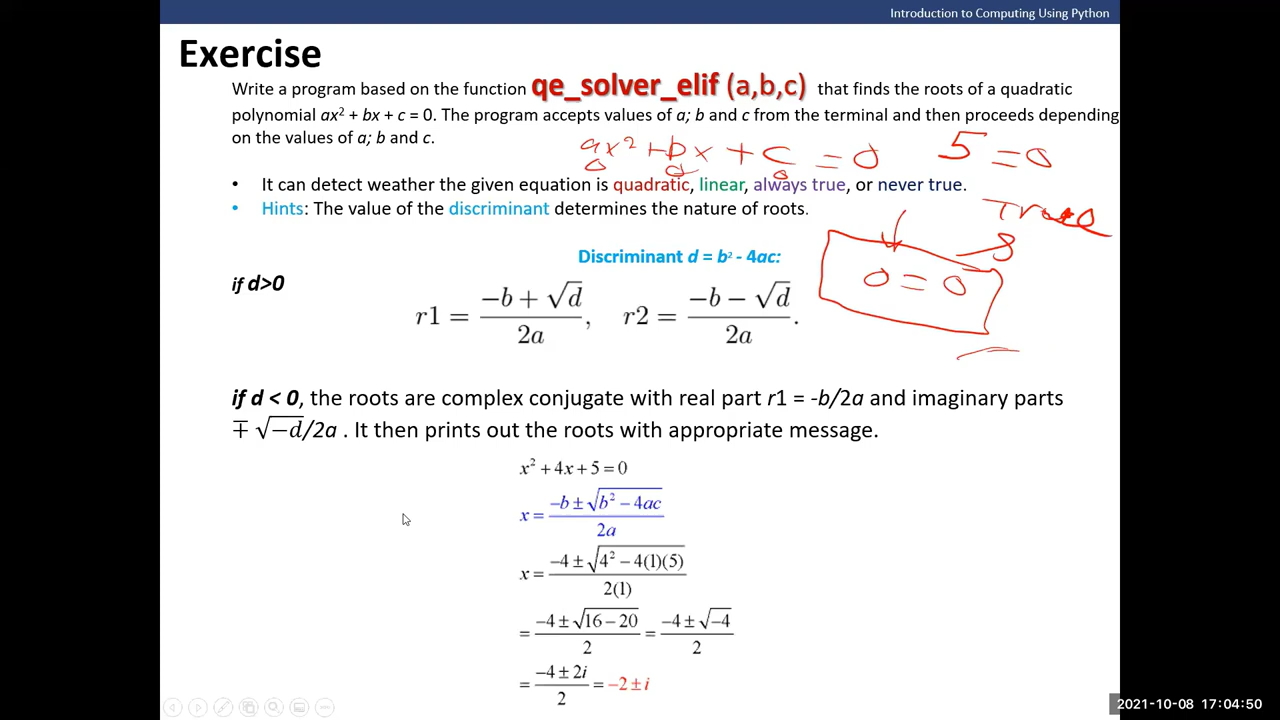 Introduction to Computing Using Python
Exercise
Write a program based on the function qe_solver_elif (a,b,c) that finds the roots of a quadratic
polynomial ax² + bx + c = 0. The program accepts values of a; b and c from the terminal and then proceeds depending
on the values of a; b and c.
ax² + bx + c = 0 5 = 0
0 0 0
• It can detect weather the given equation is quadratic, linear, always true, or never true.
• Hints: The value of the discriminant determines the nature of roots.
Discriminant d = b² - 4ac:
0 = 0
if d>0
r1 = (-b + √d)/2a, r2 = (-b - √d)/2a.
if d < 0, the roots are complex conjugate with real part r1 = -b/2a and imaginary parts
∓ √-d/2a . It then prints out the roots with appropriate message.
x² + 4x + 5 = 0
x = (-b ± √(b² - 4ac))/2a
x = (-4 ± √(4² - 4(1)(5)))/2(1)
= (-4 ± √(16 - 20))/2 = (-4 ± √-4)/2
= (-4 ± 2i)/2 = -2 ± i
2021-10-08 17:04:50